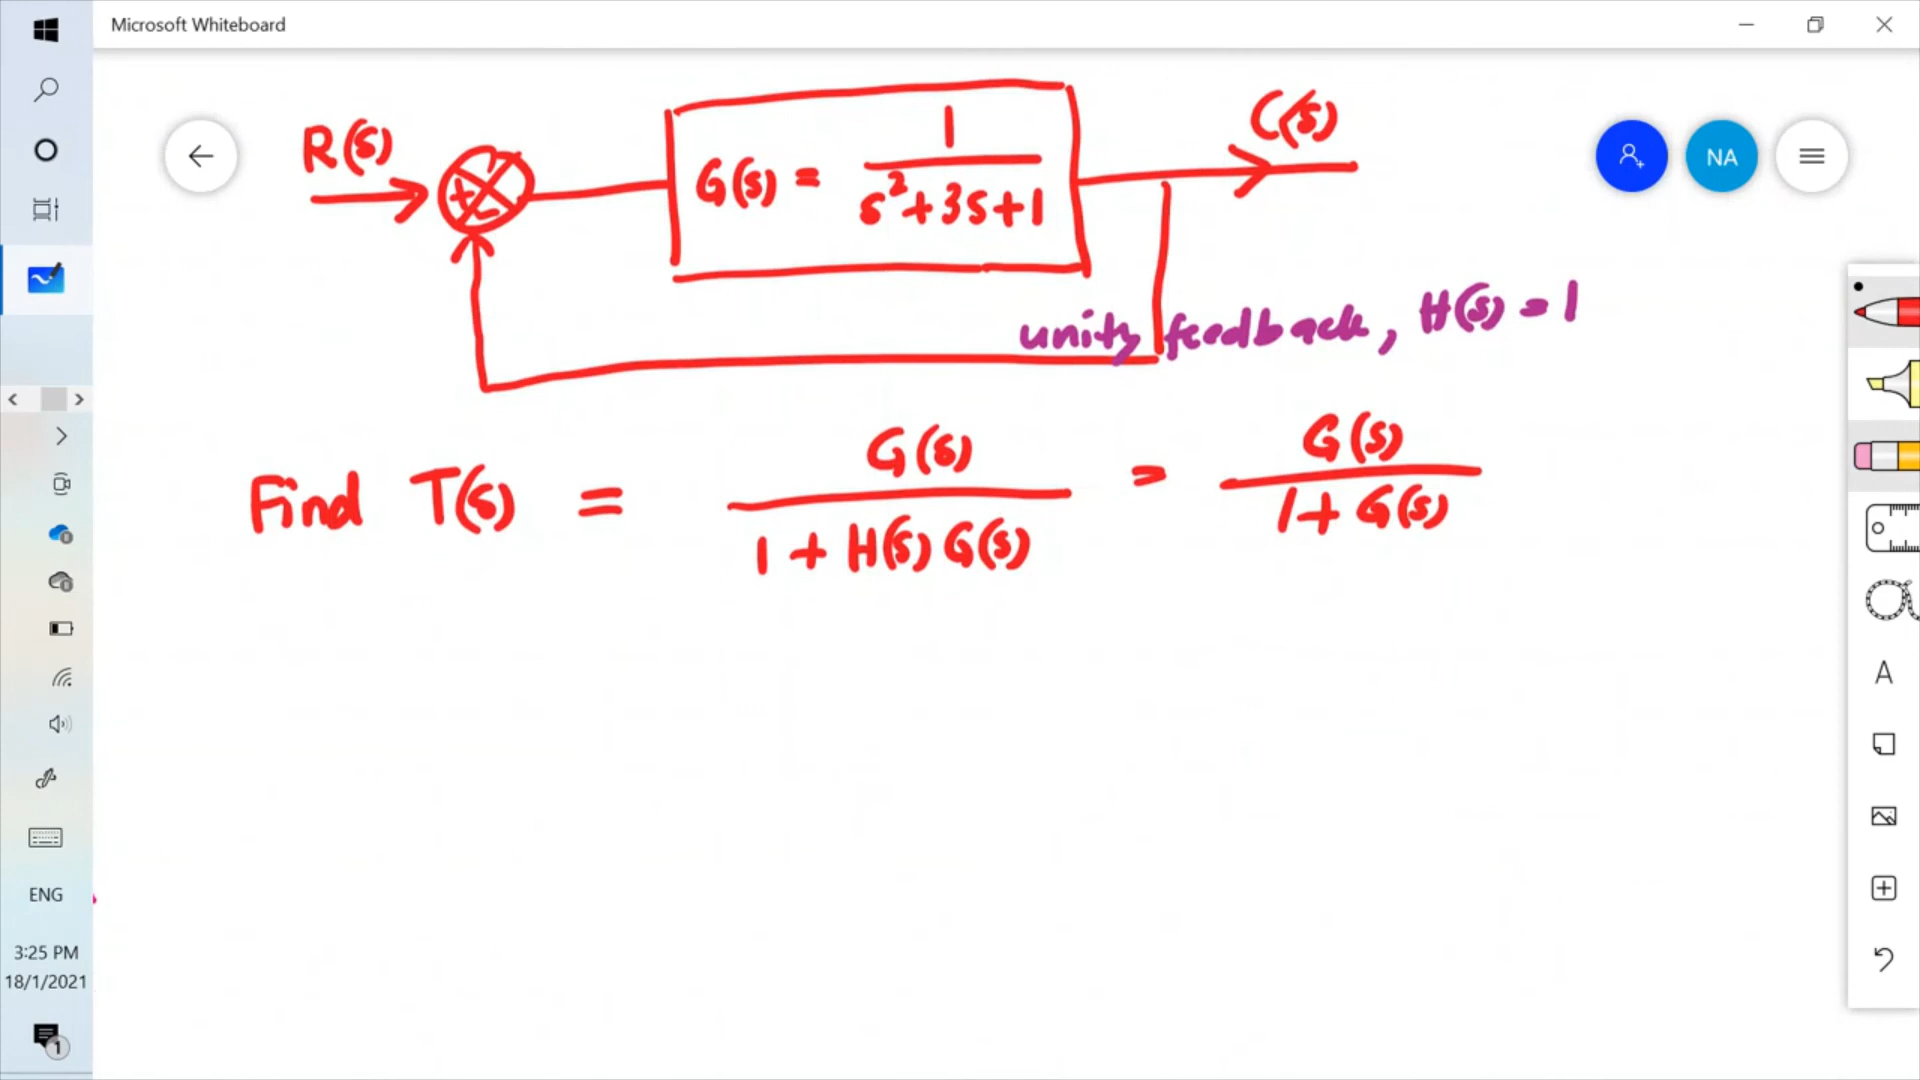 Microsoft Whiteboard
R(s)
+
-
G(s) = 1 / s²+3s+1
C(s)
NA
unity feedback, H(s) = 1
Find T(s) = G(s) / 1 + H(s) G(s) = G(s) / 1 + G(s)
A
ENG
3:25 PM
18/1/2021
1